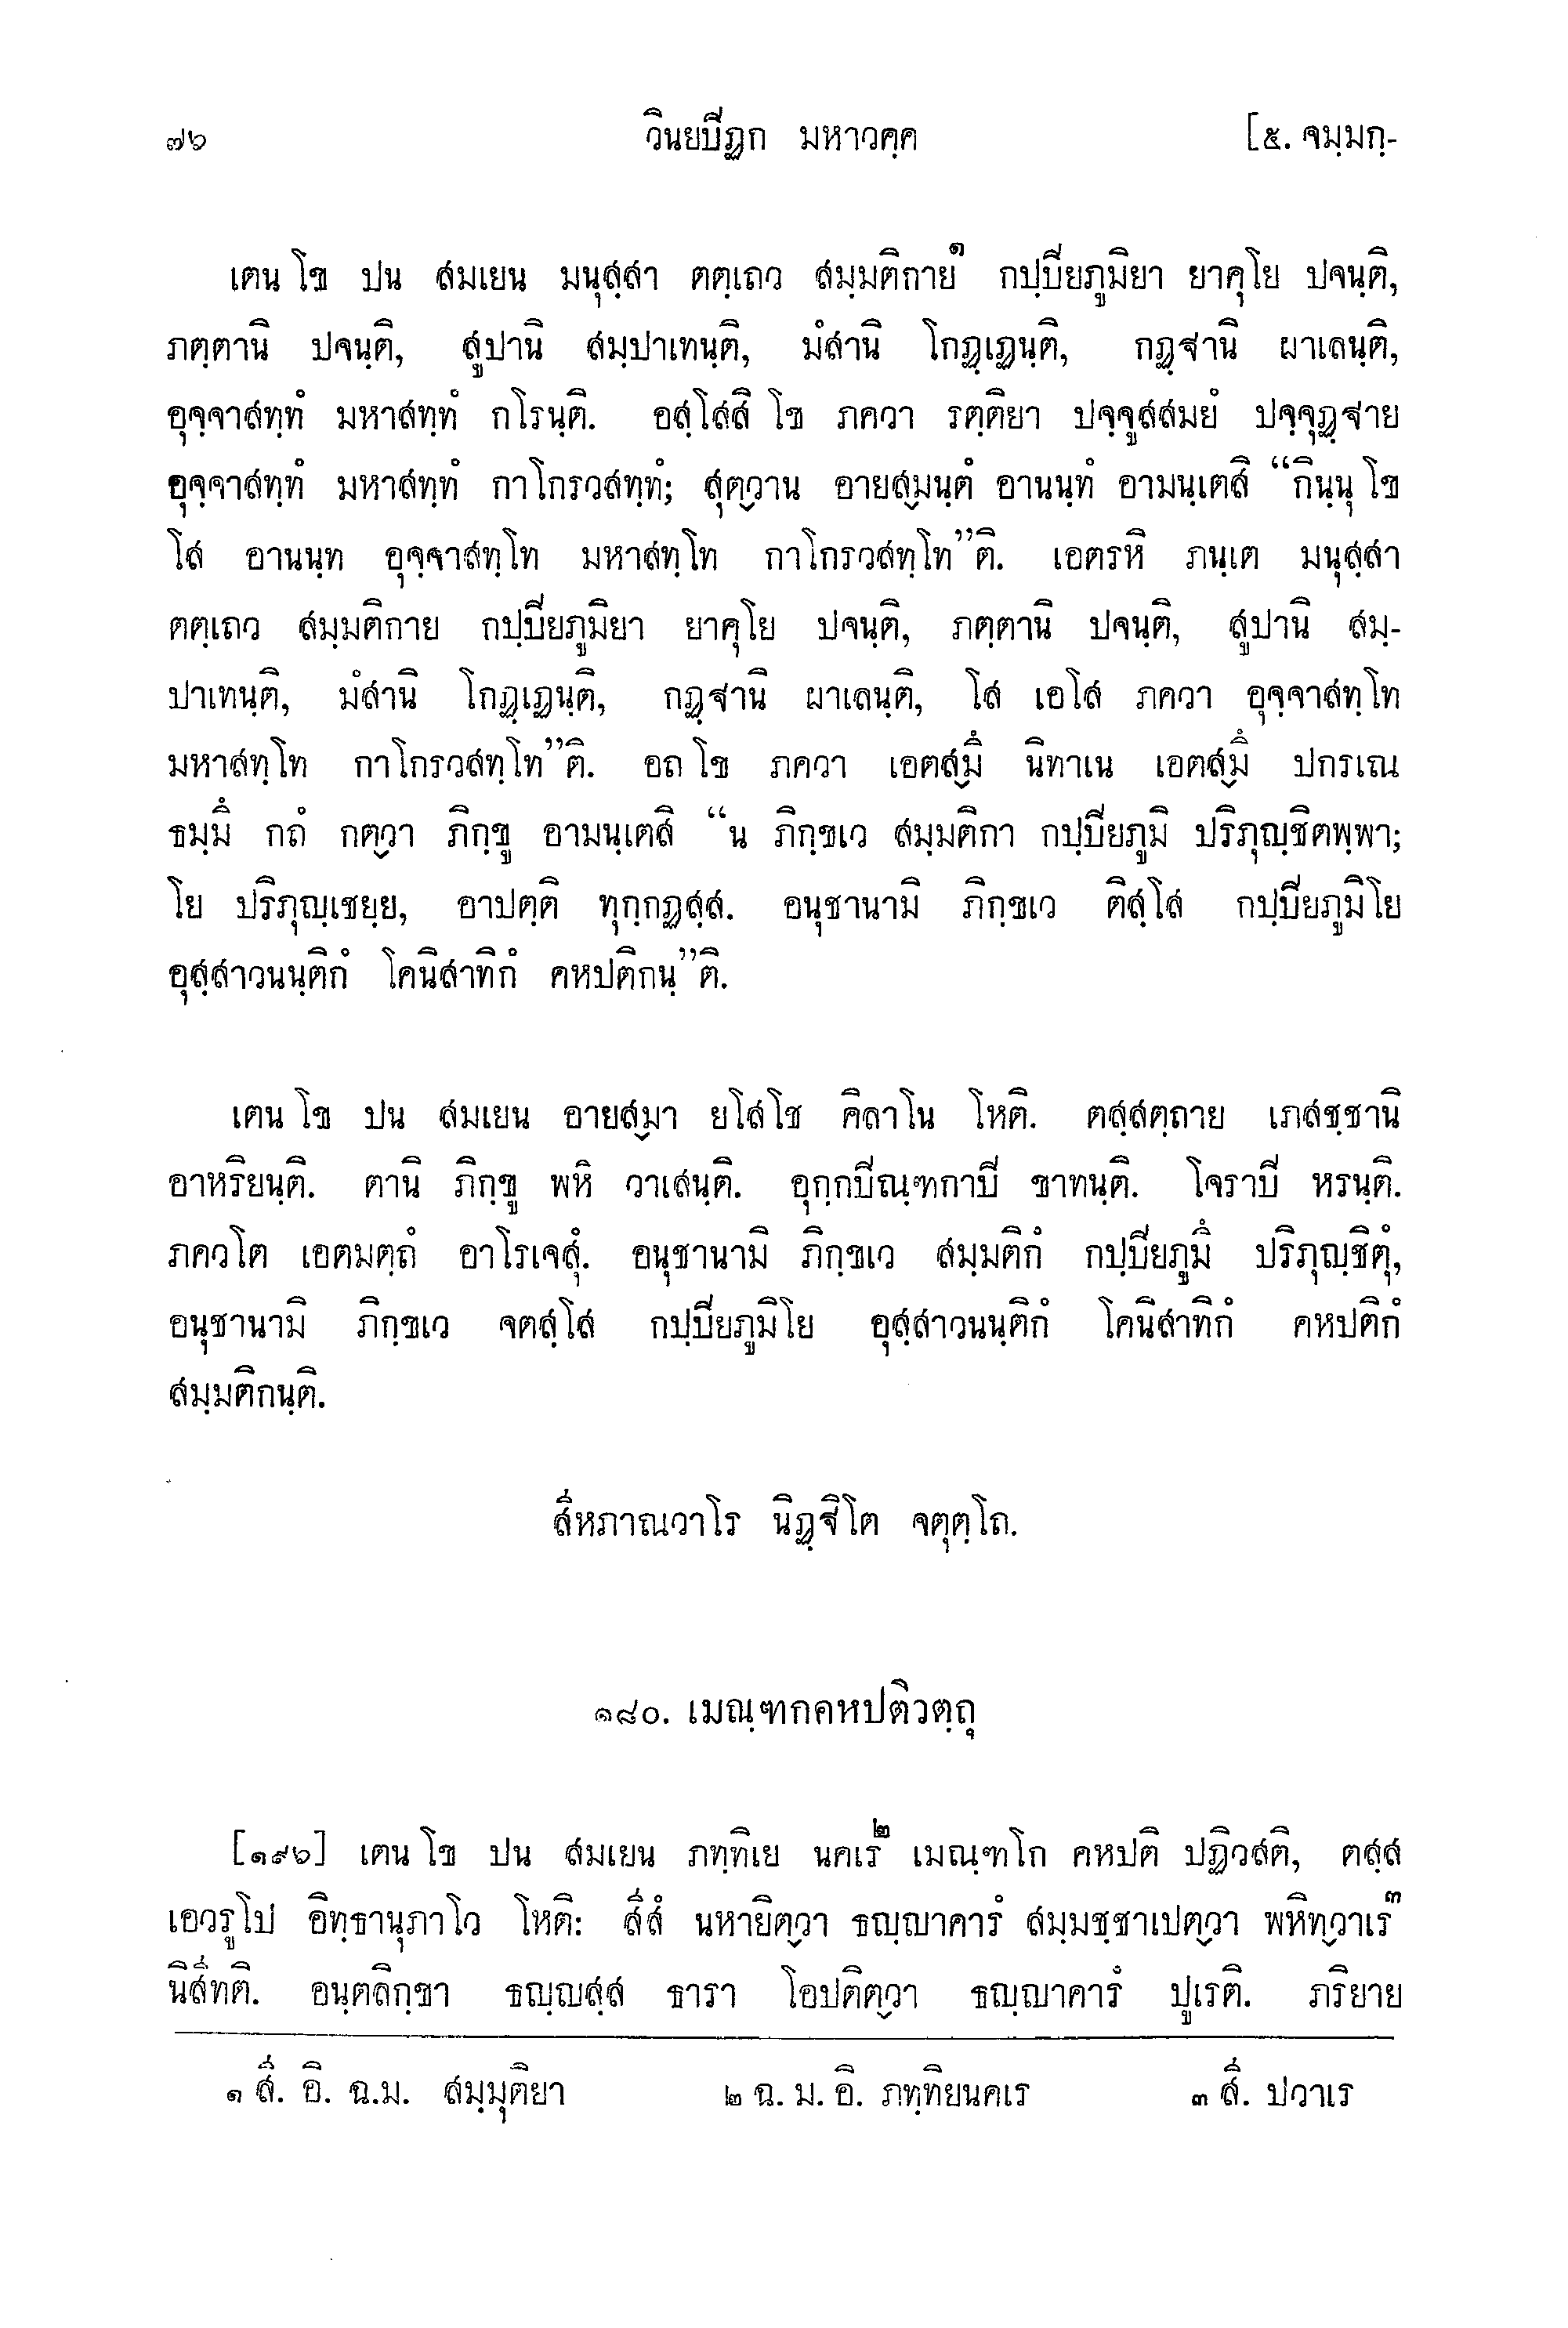 ๗๖ วินยปิฏก มหาวคฺค [๕. จมฺมกฺ-
เตน โข ปน สมเยน มนุสฺสา ตตฺเถว สมฺมติกาย๑ กปฺปิยภูมิยา ยาคุโย ปจนฺติ,
ภตฺตานิ ปจนฺติ, สูปานิ สมฺปาเทนฺติ, มํสานิ โกฏฺเฏนฺติ, กฏฺฐานิ ผาเลนฺติ,
อุจฺจาสทฺทํ มหาสทฺทํ กโรนฺติ. อสฺโสสิ โข ภควา รตฺติยา ปจฺจูสสมยํ ปจฺจุฏฺฐาย
อุจฺจาสทฺทํ มหาสทฺทํ กาโกรวสทฺทํ; สุตฺวาน อายสฺมนฺตํ อานนฺทํ อามนฺเตสิ “กินฺนุ โข
โส อานนฺท อุจฺจาสทฺโท มหาสทฺโท กาโกรวสทฺโท”ติ. เอตรหิ ภนฺเต มนุสฺสา
ตตฺเถว สมฺมติกาย กปฺปิยภูมิยา ยาคุโย ปจนฺติ, ภตฺตานิ ปจนฺติ, สูปานิ สมฺ-
ปาเทนฺติ, มํสานิ โกฏฺเฏนฺติ, กฏฺฐานิ ผาเลนฺติ, โส เอโส ภควา อุจฺจาสทฺโท
มหาสทฺโท กาโกรวสทฺโท”ติ. อถ โข ภควา เอตสฺมึ นิทาเน เอตสฺมึ ปกรเณ
ธมฺมึ กถํ กตฺวา ภิกฺขู อามนฺเตสิ “น ภิกฺขเว สมฺมติกา กปฺปิยภูมิ ปริภุญฺชิตพฺพา;
โย ปริภุญฺเชยฺย, อาปตฺติ ทุกฺกฏสฺส. อนุชานามิ ภิกฺขเว ติสฺโส กปฺปิยภูมิโย
อุสฺสาวนนฺติกํ โคนิสาทิกํ คหปติกนฺ”ติ.
เตน โข ปน สมเยน อายสฺมา ยโสโช คิลาโน โหติ. ตสฺสตฺถาย เภสชฺชานิ
อาหริยนฺติ. ตานิ ภิกฺขู พหิ วาเสนฺติ. อุกฺกปิณฺฑกาปิ ขาทนฺติ. โจราปิ หรนฺติ.
ภควโต เอตมตฺถํ อาโรเจสุํ. อนุชานามิ ภิกฺขเว สมฺมติกํ กปฺปิยภูมึ ปริภุญฺชิตุํ,
อนุชานามิ ภิกฺขเว จตสฺโส กปฺปิยภูมิโย อุสฺสาวนนฺติกํ โคนิสาทิกํ คหปติกํ
สมฺมติกนฺติ.
สีหภาณวาโร นิฏฺฐิโต จตุตฺโถ.
๑๘๐. เมณฺฑกคหปติวตฺถุ
[๑๙๖] เตน โข ปน สมเยน ภทฺทิเย นคเร๒ เมณฺฑโก คหปติ ปฏิวสติ, ตสฺส
เอวรูโป อิทฺธานุภาโว โหติ: สีสํ นหายิตฺวา ธญฺญาคารํ สมฺมชฺชาเปตฺวา พหิทฺวาเร๓
นิสีทติ. อนฺตลิกฺขา ธญฺญสฺส ธารา โอปติตฺวา ธญฺญาคารํ ปูเรติ. ภริยาย
๑ สี. อิ. ฉ.ม. สมฺมุติยา ๒ ฉ. ม. อิ. ภทฺทิยนคเร ๓ สี. ปวาเร